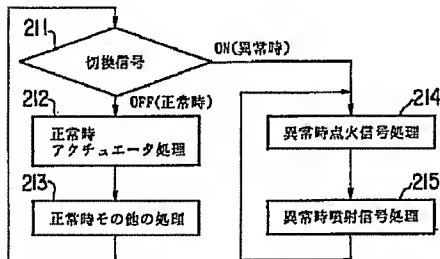 211
切換信号
ON(異常時)
OFF(正常時)
212
正常時
アクチュエータ処理
213
正常時その他の処理
214
異常時点火信号処理
215
異常時噴射信号処理